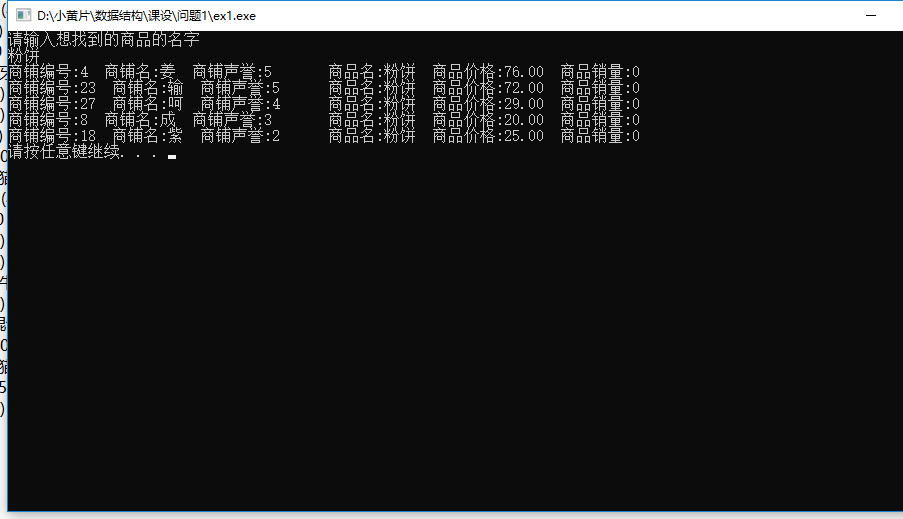 D:\小黄片\数据结构\课设\问题1\ex1.exe
请输入想找到的商品的名字
粉饼
商铺编号:4 商铺名:姜 商铺声誉:5 商品名:粉饼 商品价格:76.00 商品销量:0
商铺编号:23 商铺名:输 商铺声誉:5 商品名:粉饼 商品价格:72.00 商品销量:0
商铺编号:27 商铺名:呵 商铺声誉:4 商品名:粉饼 商品价格:29.00 商品销量:0
商铺编号:8 商铺名:成 商铺声誉:3 商品名:粉饼 商品价格:20.00 商品销量:0
商铺编号:18 商铺名:紫 商铺声誉:2 商品名:粉饼 商品价格:25.00 商品销量:0
请按任意键继续. . .